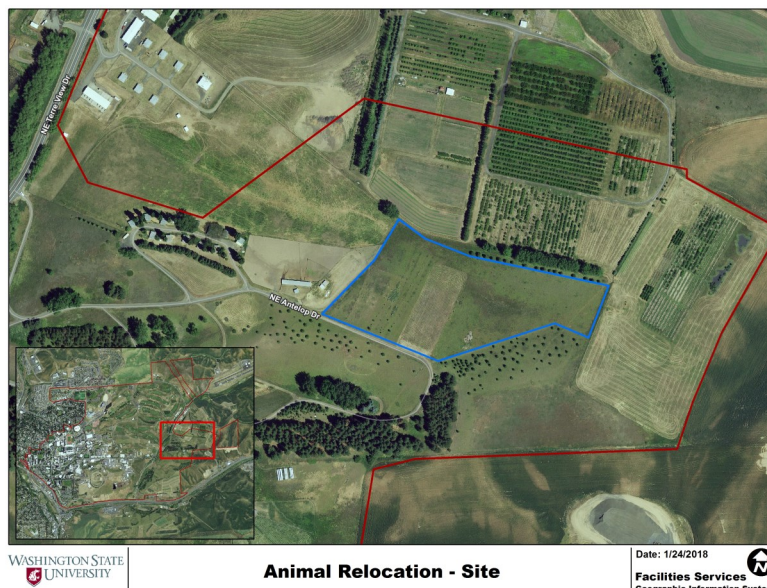 NE Terre View Dr
NE Antelop Dr
WASHINGTON STATE
UNIVERSITY
Animal Relocation - Site
Date: 1/24/2018
Facilities Services